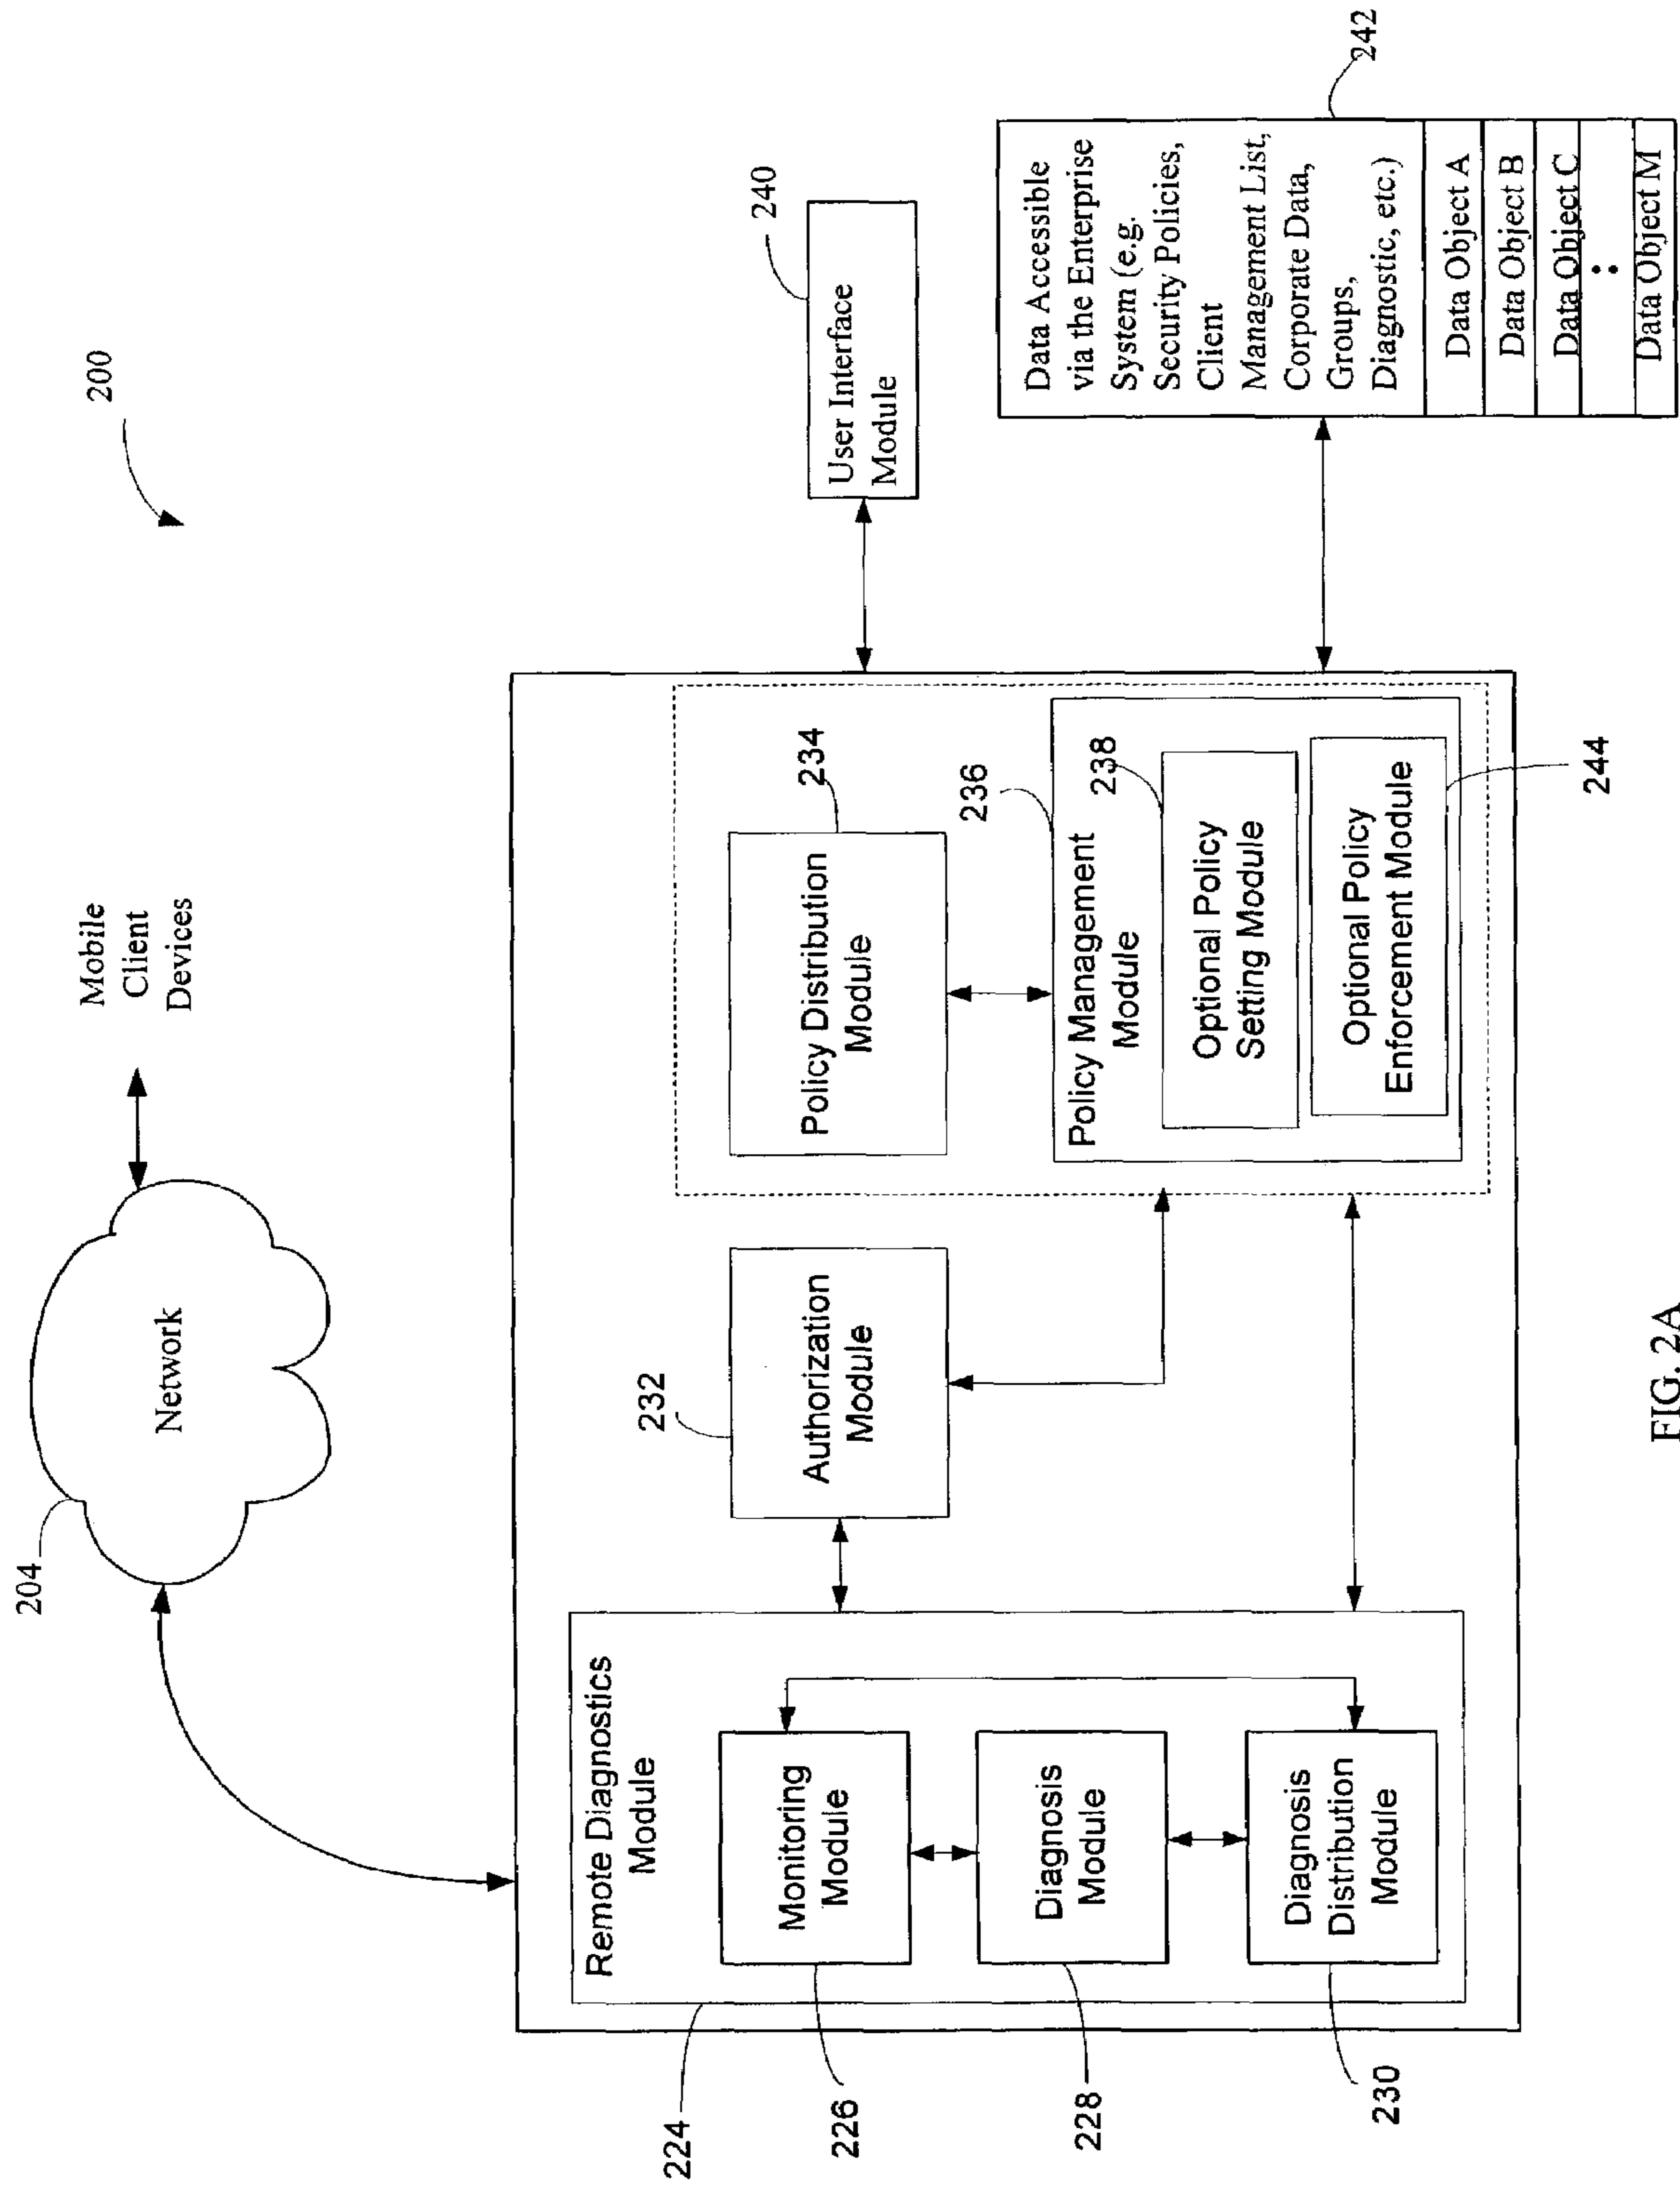 200
Mobile
Client
Devices
204
Network
240
User Interface
Module
242
Data Accessible
via the Enterprise
System (e.g.
Security Policies,
Client
Management List,
Corporate Data,
Groups,
Diagnostic, etc.)
Data Object A
Data Object B
Data Object C
Data Object M
224
Remote Diagnostics
Module
226
Monitoring
Module
228
Diagnosis
Module
230
Diagnosis
Distribution
Module
232
Authorization
Module
234
Policy Distribution
Module
236
Policy Management
Module
238
Optional Policy
Setting Module
Optional Policy
Enforcement Module
244
FIG. 2A